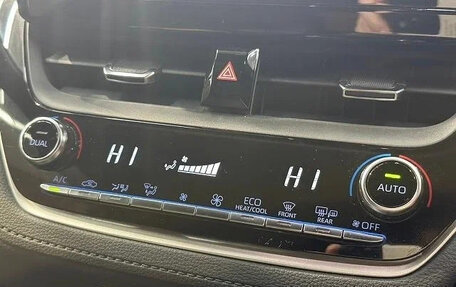 DUAL
HI
HI
AUTO
A/C
ECO
HEAT/COOL
FRONT
REAR
OFF